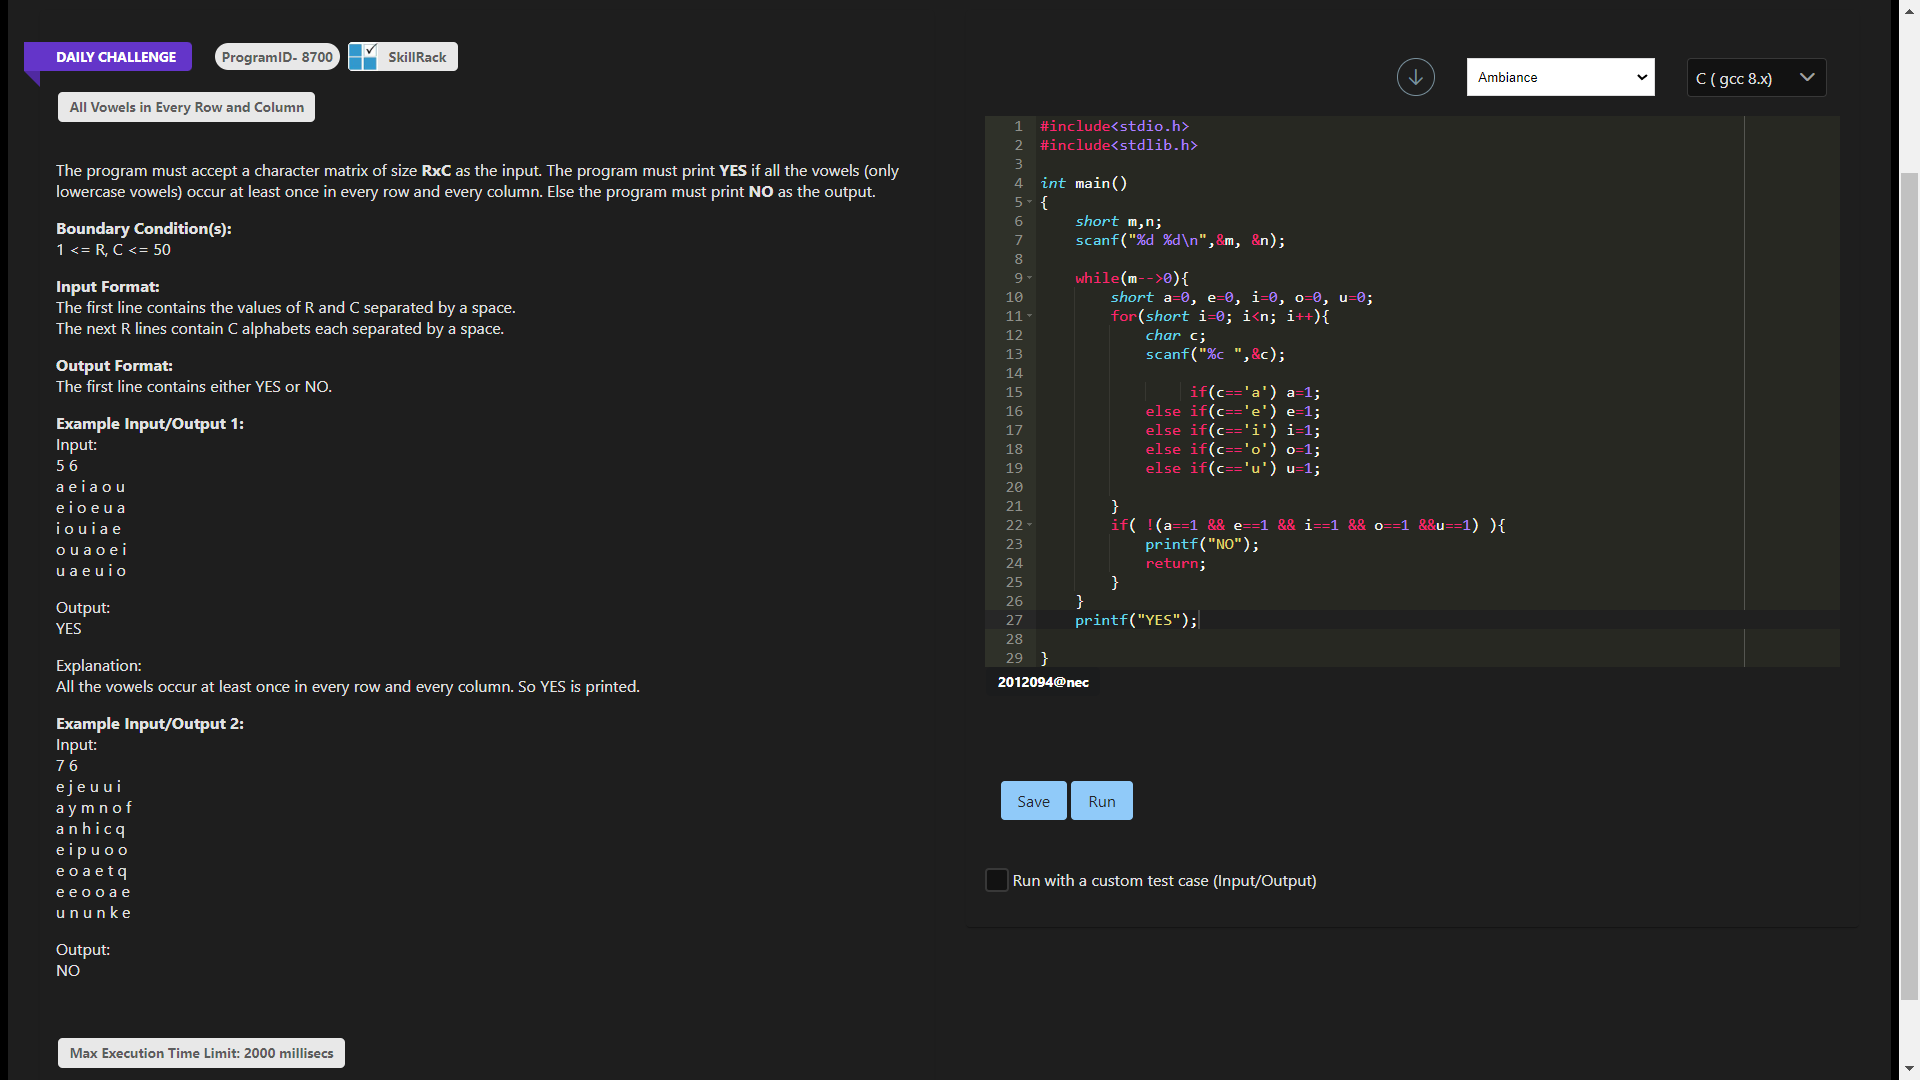 DAILY CHALLENGE
ProgramID- 8700
SkillRack
All Vowels in Every Row and Column
The program must accept a character matrix of size RxC as the input. The program must print YES if all the vowels (only
lowercase vowels) occur at least once in every row and every column. Else the program must print NO as the output.
Boundary Condition(s):
1 <= R, C <= 50
Input Format:
The first line contains the values of R and C separated by a space.
The next R lines contain C alphabets each separated by a space.
Output Format:
The first line contains either YES or NO.
Example Input/Output 1:
Input:
5 6
a e i a o u
e i o e u a
i o u i a e
o u a o e i
u a e u i o
Output:
YES
Explanation:
All the vowels occur at least once in every row and every column. So YES is printed.
Example Input/Output 2:
Input:
7 6
e j e u u i
a y m n o f
a n h i c q
e i p u o o
e o a e t q
e e o o a e
u n u n k e
Output:
NO
Max Execution Time Limit: 2000 millisecs
Ambiance
C ( gcc 8.x)
1 #include<stdio.h>
2 #include<stdlib.h>
3
4 int main()
5 {
6     short m,n;
7     scanf("%d %d\n",&m, &n);
8
9     while(m-->0){
10         short a=0, e=0, i=0, o=0, u=0;
11         for(short i=0; i<n; i++){
12             char c;
13             scanf("%c ",&c);
14
15                  if(c=='a') a=1;
16             else if(c=='e') e=1;
17             else if(c=='i') i=1;
18             else if(c=='o') o=1;
19             else if(c=='u') u=1;
20
21         }
22         if( !(a==1 && e==1 && i==1 && o==1 &&u==1) ){
23             printf("NO");
24             return;
25         }
26     }
27     printf("YES");
28
29 }
2012094@nec
Save
Run
Run with a custom test case (Input/Output)